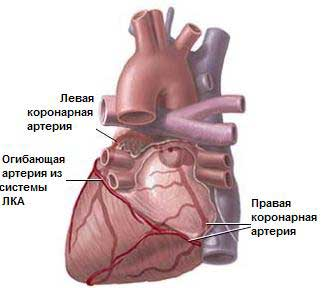 Левая
коронарная
артерия
Огибающая
артерия из
системы
ЛКА
Правая
коронарная
артерия